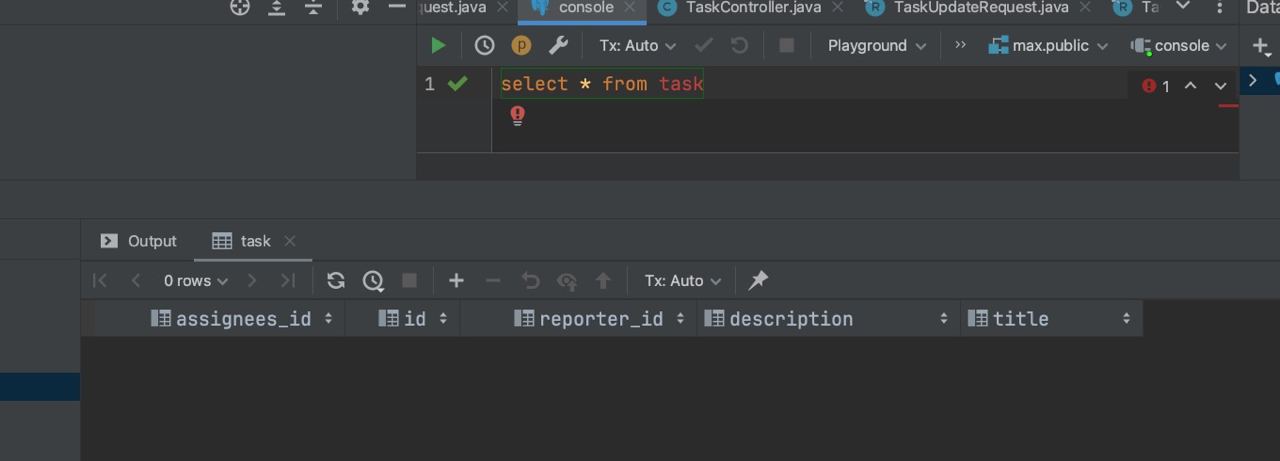 quest.java console TaskController.java TaskUpdateRequest.java Ta Data
Tx: Auto Playground max.public console
1 select * from task 1
Output task
0 rows Tx: Auto
assignees_id id reporter_id description title